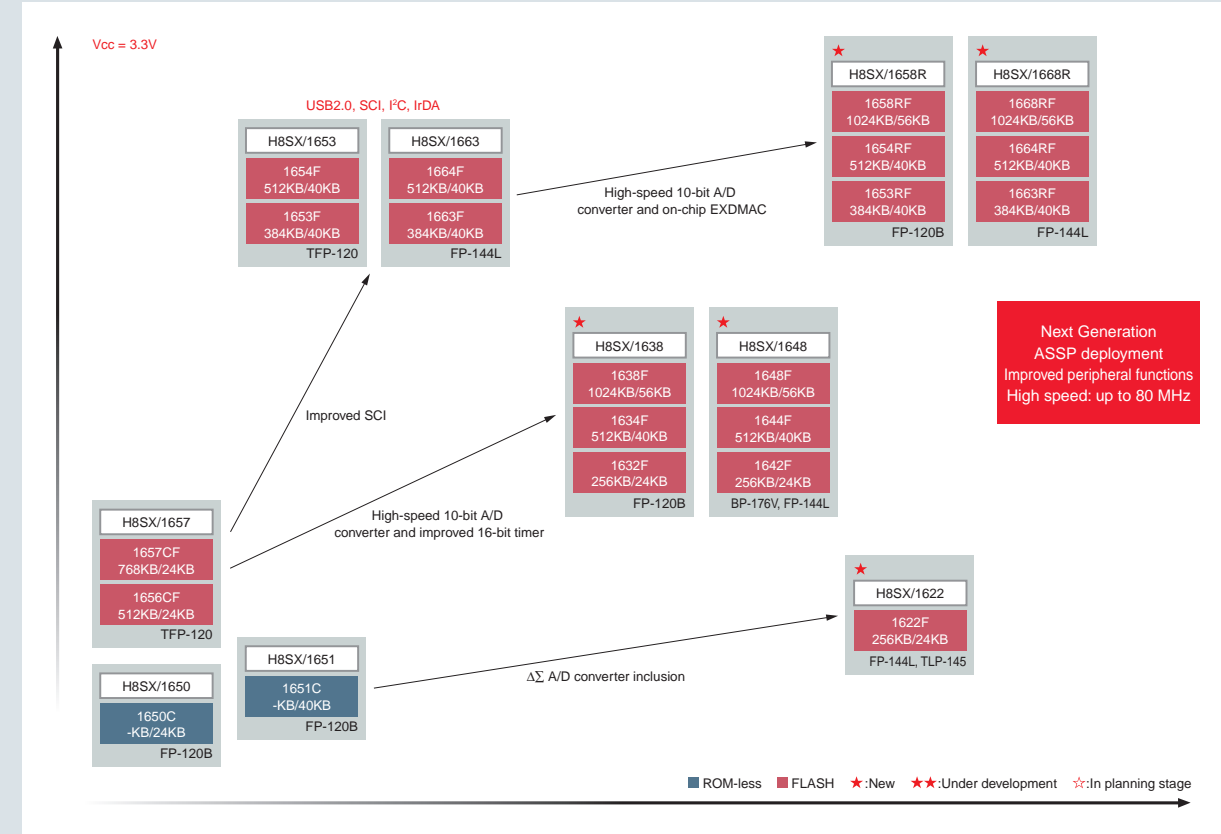 Vcc = 3.3V
USB2.0, SCI, I²C, IrDA
H8SX/1653
1654F
512KB/40KB
1653F
384KB/40KB
TFP-120
H8SX/1663
1664F
512KB/40KB
1663F
384KB/40KB
FP-144L
High-speed 10-bit A/D
converter and on-chip EXDMAC
★
H8SX/1658R
1658RF
1024KB/56KB
1654RF
512KB/40KB
1653RF
384KB/40KB
FP-120B
★
H8SX/1668R
1668RF
1024KB/56KB
1664RF
512KB/40KB
1663RF
384KB/40KB
FP-144L
Improved SCI
★
H8SX/1638
1638F
1024KB/56KB
1634F
512KB/40KB
1632F
256KB/24KB
FP-120B
★
H8SX/1648
1648F
1024KB/56KB
1644F
512KB/40KB
1642F
256KB/24KB
BP-176V, FP-144L
Next Generation
ASSP deployment
Improved peripheral functions
High speed: up to 80 MHz
H8SX/1657
1657CF
768KB/24KB
1656CF
512KB/24KB
TFP-120
High-speed 10-bit A/D
converter and improved 16-bit timer
H8SX/1650
1650C
-KB/24KB
FP-120B
H8SX/1651
1651C
-KB/40KB
FP-120B
ΔΣ A/D converter inclusion
★
H8SX/1622
1622F
256KB/24KB
FP-144L, TLP-145
ROM-less FLASH ★:New ★★:Under development ☆:In planning stage